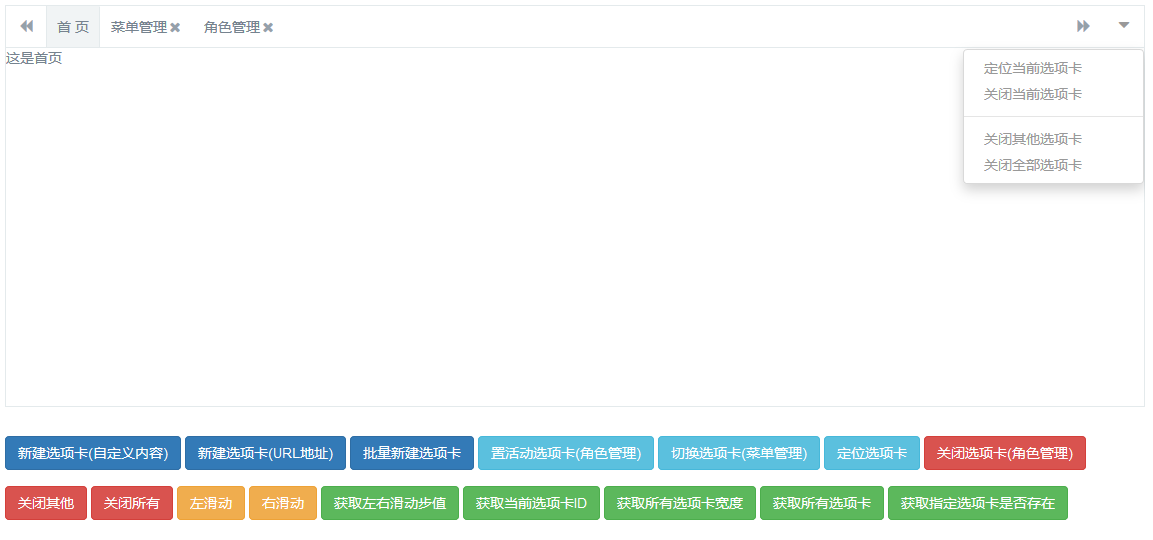 首 页 菜单管理 角色管理
这是首页
定位当前选项卡
关闭当前选项卡
关闭其他选项卡
关闭全部选项卡
新建选项卡(自定义内容) 新建选项卡(URL地址) 批量新建选项卡 置活动选项卡(角色管理) 切换选项卡(菜单管理) 定位选项卡 关闭选项卡(角色管理)
关闭其他 关闭所有 左滑动 右滑动 获取左右滑动步值 获取当前选项卡ID 获取所有选项卡宽度 获取所有选项卡 获取指定选项卡是否存在